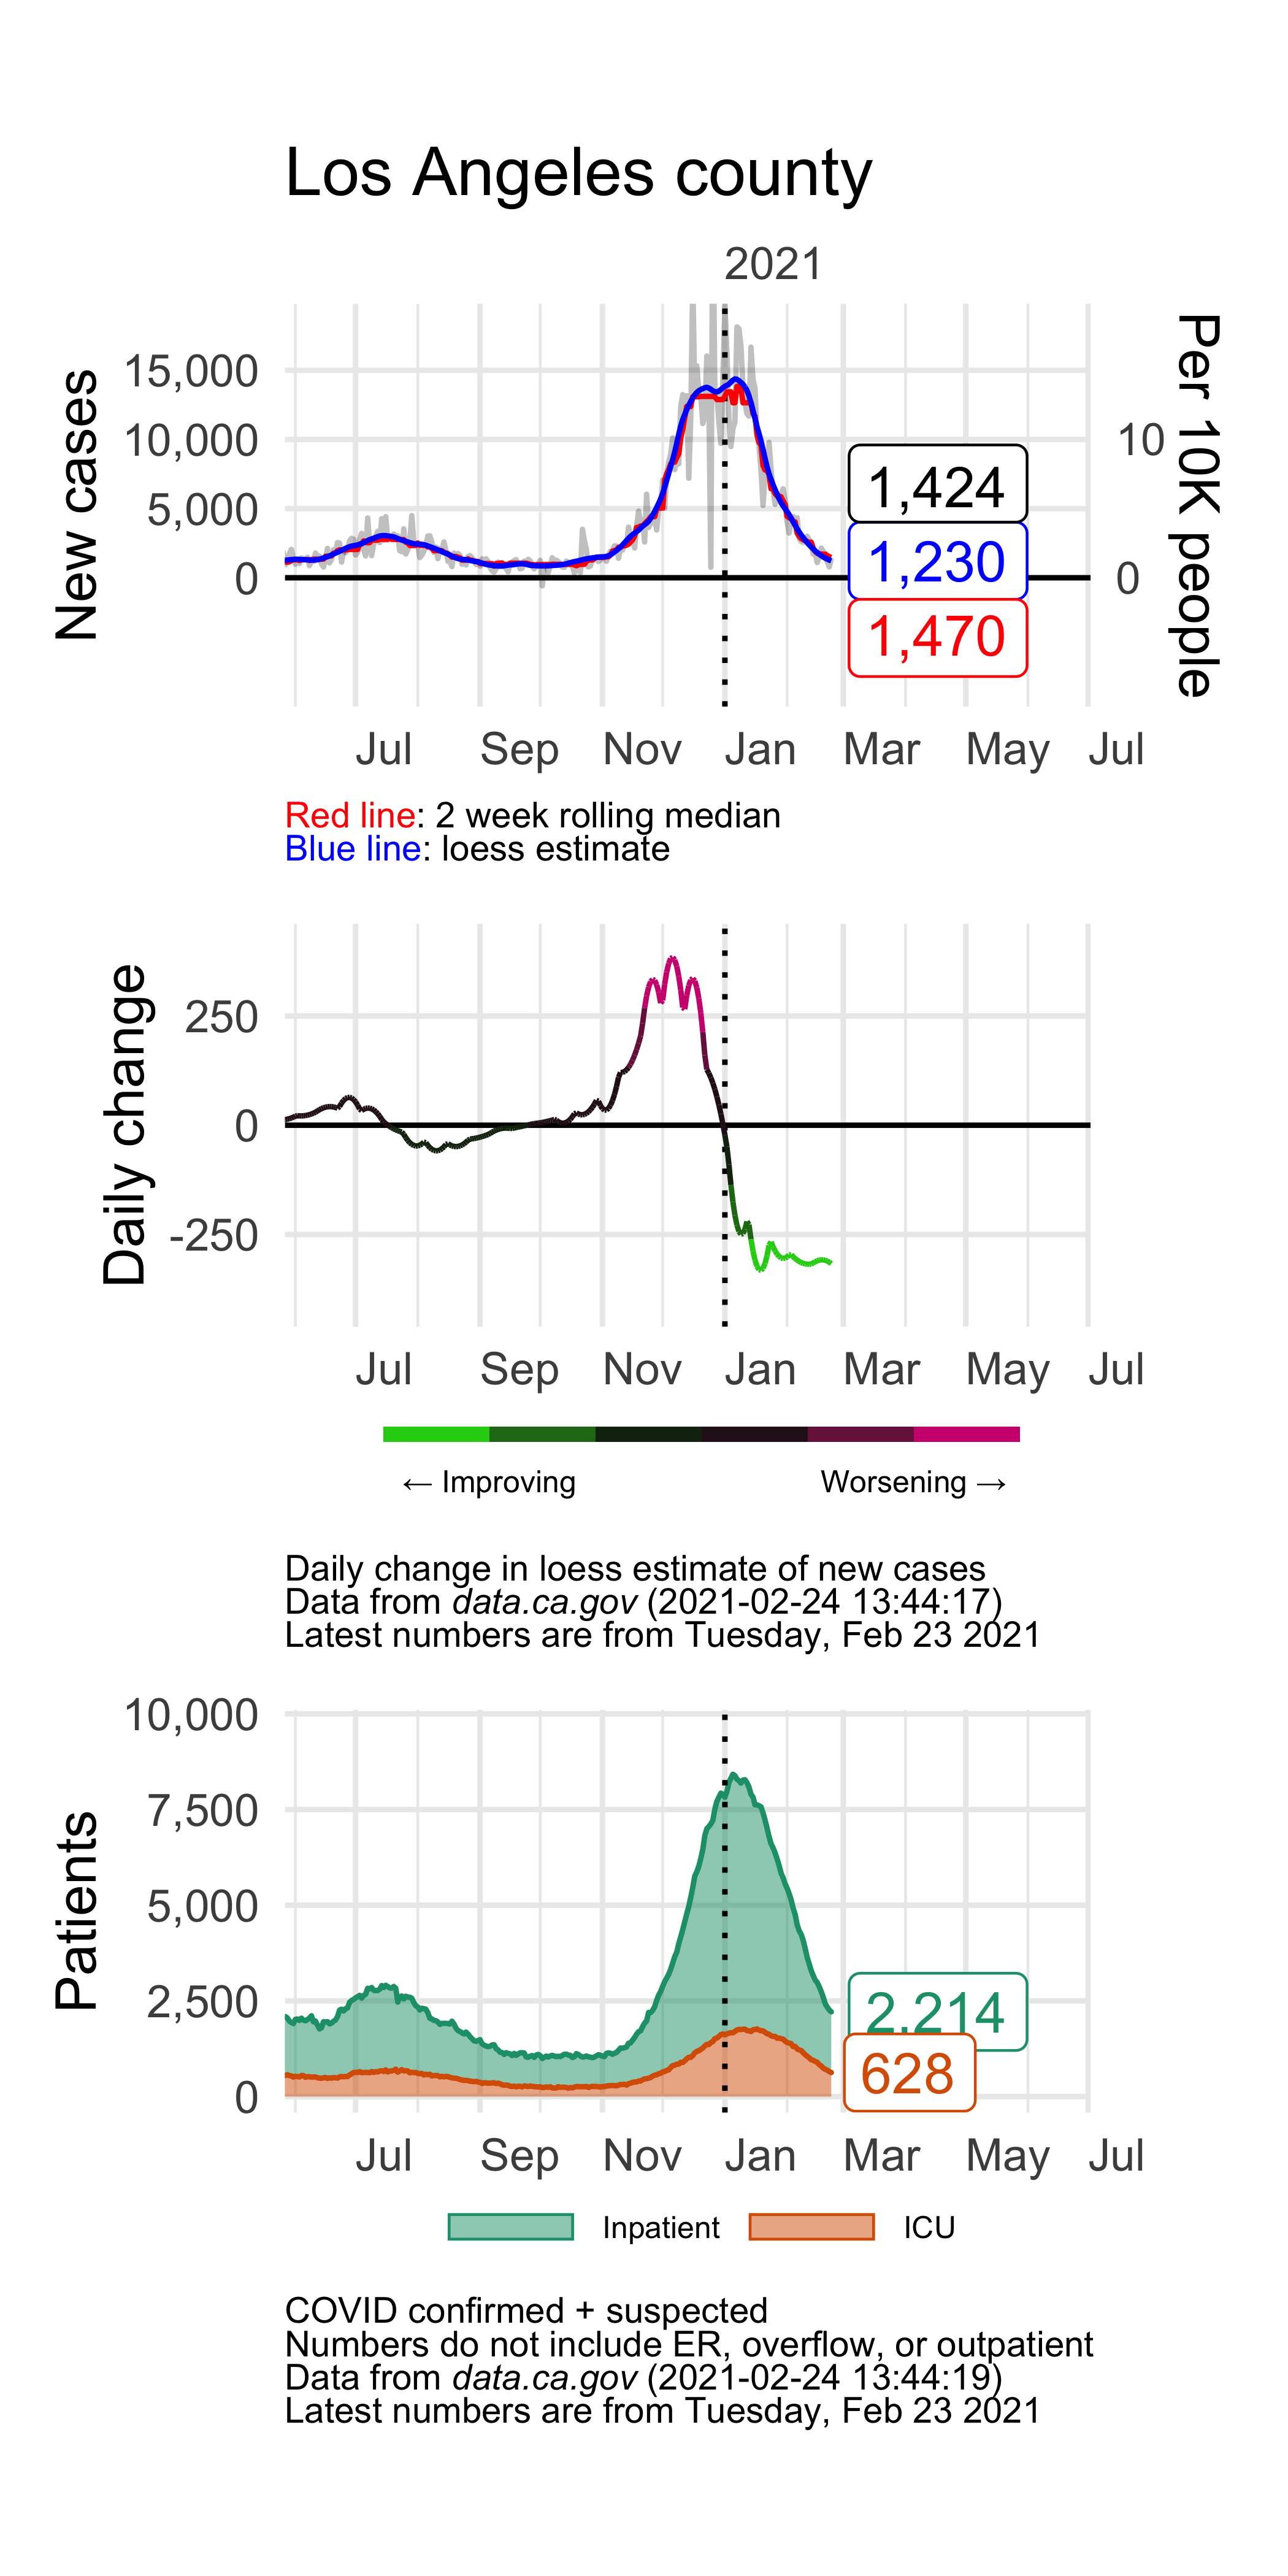 Los Angeles county
2021
New cases
15,000
10,000
5,000
0
10
0
Per 10K people
1,424
1,230
1,470
Jul Sep Nov Jan Mar May Jul
Red line: 2 week rolling median
Blue line: loess estimate
Daily change
250
0
-250
Jul Sep Nov Jan Mar May Jul
← Improving Worsening →
Daily change in loess estimate of new cases
Data from data.ca.gov (2021-02-24 13:44:17)
Latest numbers are from Tuesday, Feb 23 2021
Patients
10,000
7,500
5,000
2,500
0
2,214
628
Jul Sep Nov Jan Mar May Jul
Inpatient ICU
COVID confirmed + suspected
Numbers do not include ER, overflow, or outpatient
Data from data.ca.gov (2021-02-24 13:44:19)
Latest numbers are from Tuesday, Feb 23 2021